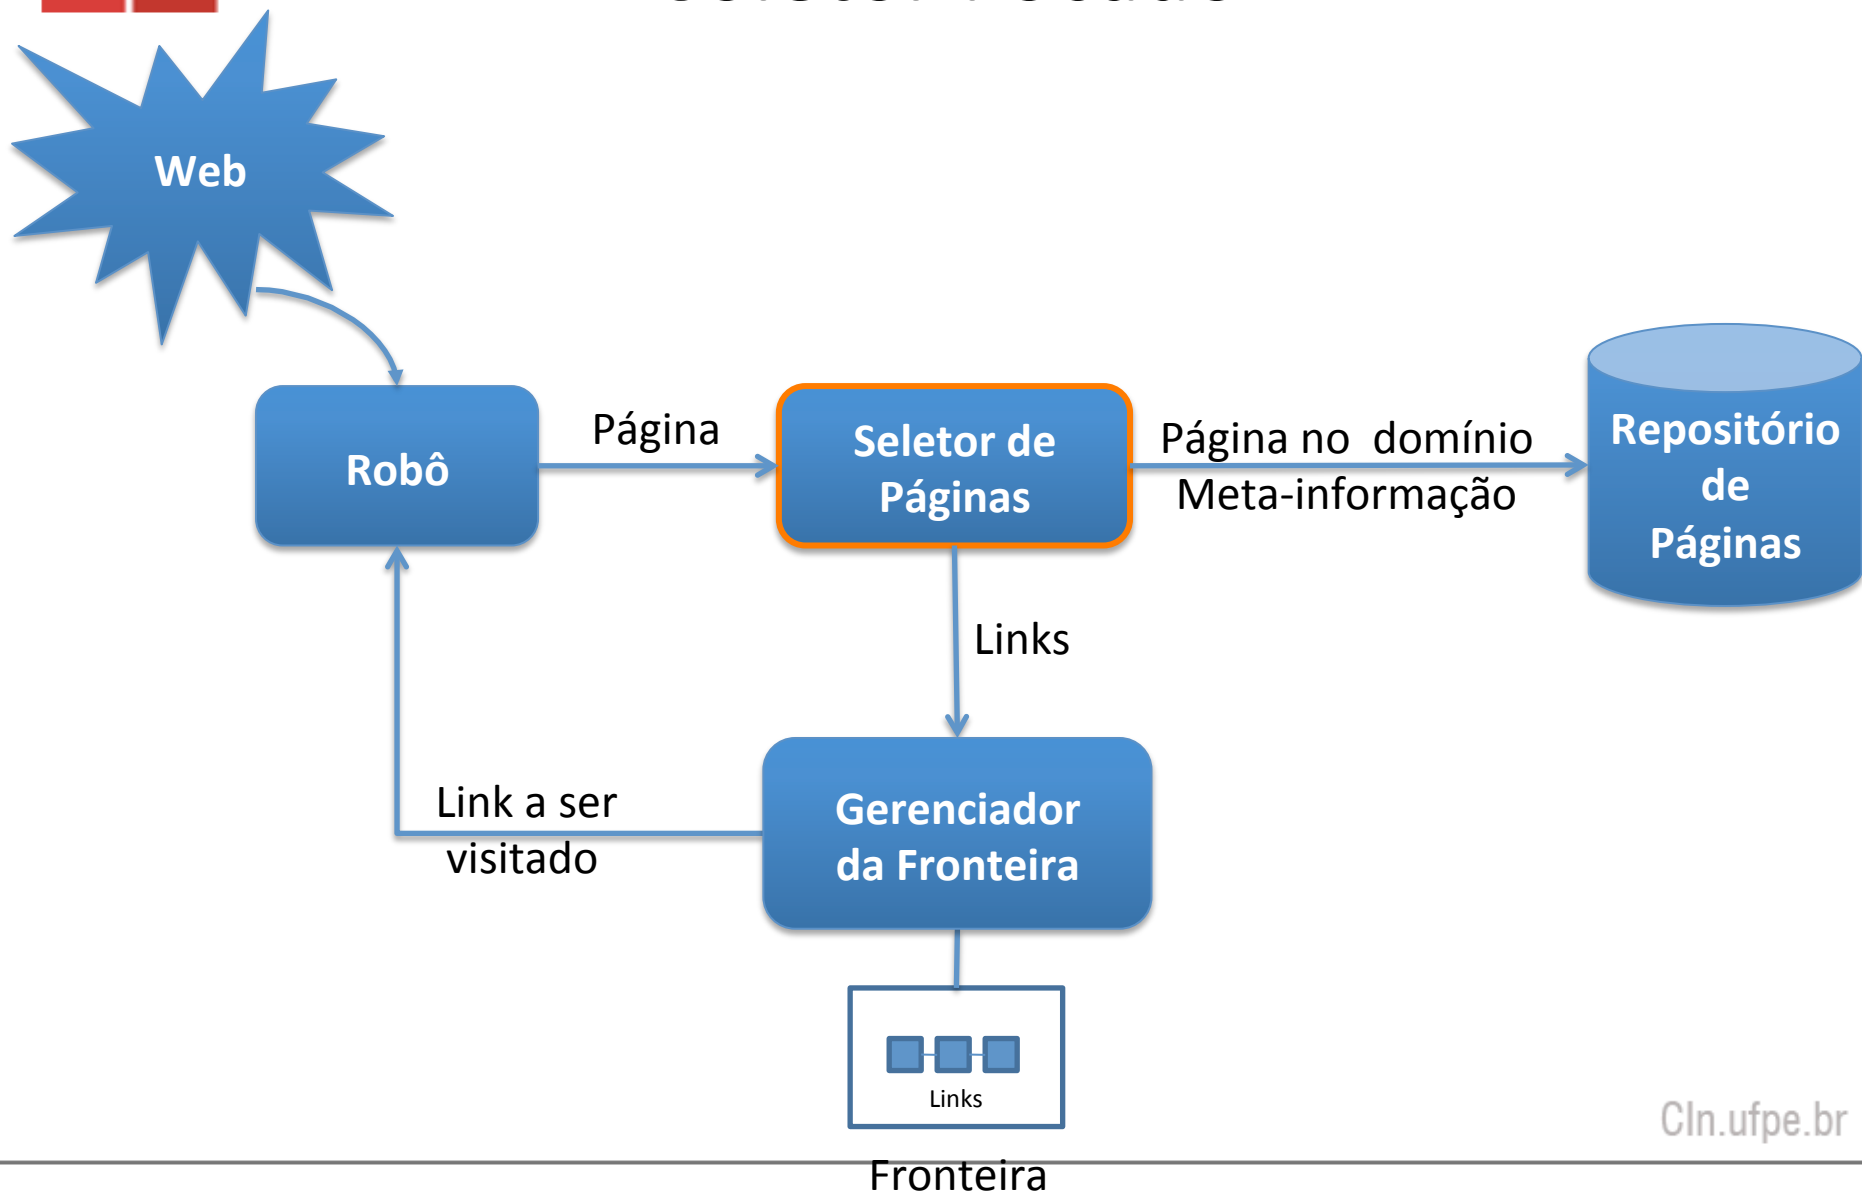 Web
Robô
Página
Seletor de
Páginas
Página no domínio
Meta-informação
Repositório
de
Páginas
Links
Link a ser
visitado
Gerenciador
da Fronteira
Links
Fronteira
CIn.ufpe.br